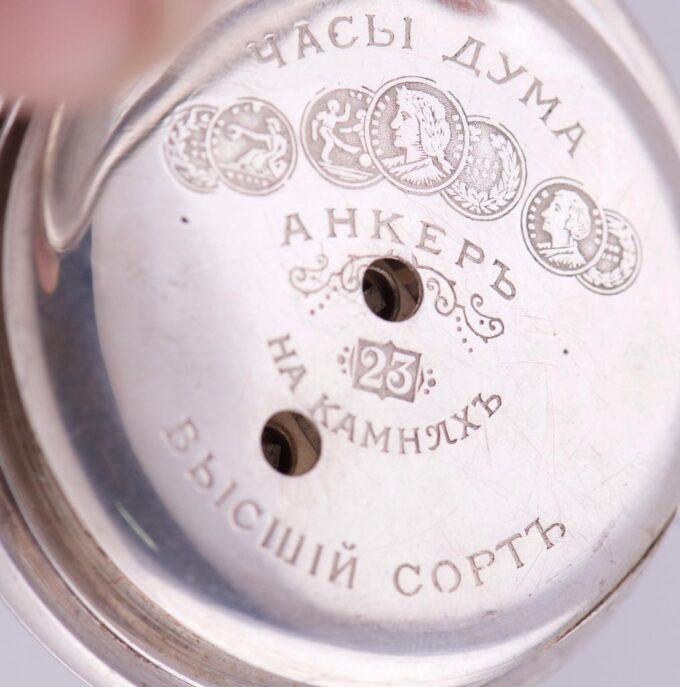 ЧАСЫ ДУМА
АНКЕРЪ
23
НА КАМНЯХЪ
ВЫСШІЙ СОРТЪ